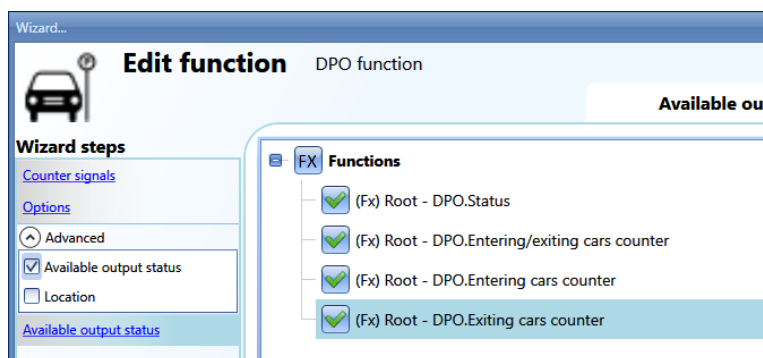 Wizard...
Edit function DPO function
Available ou
Wizard steps
Counter signals
Options
Advanced
Available output status
Location
Available output status
FX Functions
(Fx) Root - DPO.Status
(Fx) Root - DPO.Entering/exiting cars counter
(Fx) Root - DPO.Entering cars counter
(Fx) Root - DPO.Exiting cars counter